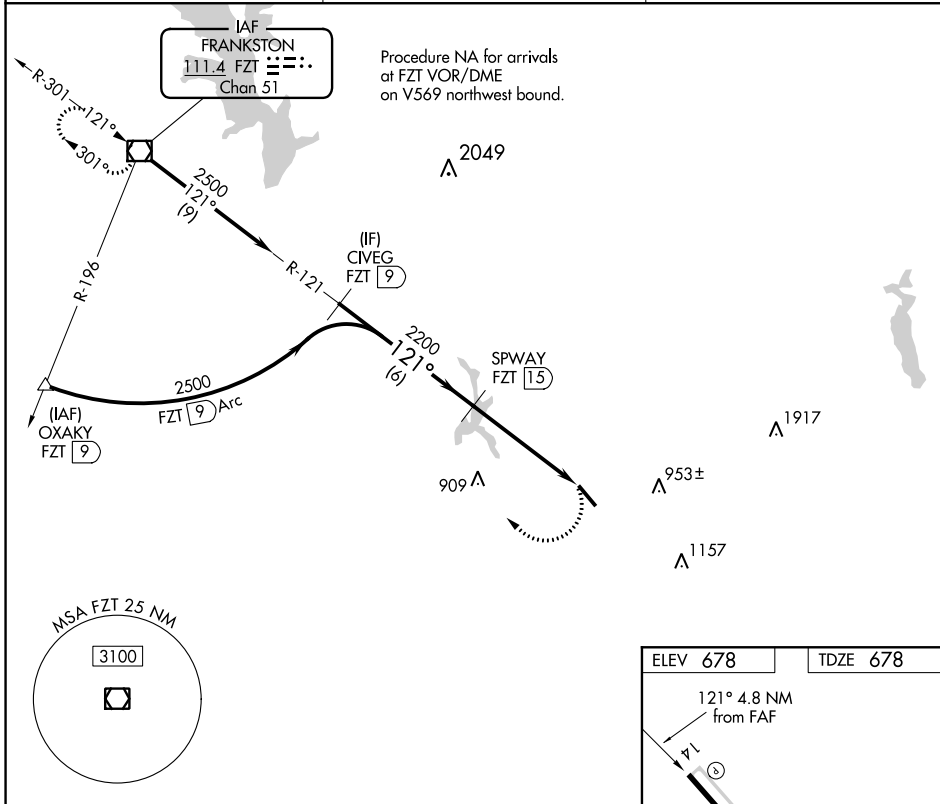 IAF
FRANKSTON
111.4 FZT
Chan 51
Procedure NA for arrivals
at FZT VOR/DME
on V569 northwest bound.
R-301
121°
301°
2049
2500
121°
(9)
R-121
(IF)
CIVEG
FZT 9
R-196
2200
121°
(6)
SPWAY
FZT 15
2500
FZT 9 Arc
(IAF)
OXAKY
FZT 9
1917
909
953±
1157
MSA FZT 25 NM
3100
ELEV 678
TDZE 678
121° 4.8 NM
from FAF
14
P